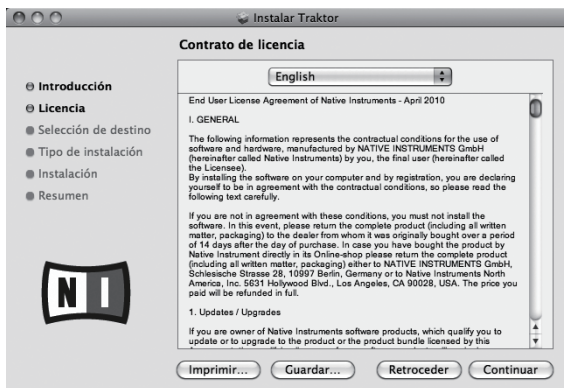 Instalar Traktor
Contrato de licencia
Introducción
Licencia
Selección de destino
Tipo de instalación
Instalación
Resumen
NI
English
End User License Agreement of Native Instruments - April 2010
I. GENERAL
The following information represents the contractual conditions for the use of
software and hardware, manufactured by NATIVE INSTRUMENTS GmbH
(hereinafter called Native Instruments) by you, the final user (hereinafter called
the Licensee).
By installing the software on your computer and by registration, you are declaring
yourself to be in agreement with the contractual conditions, so please read the
following text carefully.
If you are not in agreement with these conditions, you must not install the
software. In this event, please return the complete product (including all written
matter, packaging) to the dealer from whom it was originally bought over a period
of 14 days after the day of purchase. In case you have bought the product by
Native Instrument directly in its Online-shop please return the complete product
(including all written matter, packaging) either to NATIVE INSTRUMENTS GmbH,
Schlesische Strasse 28, 10997 Berlin, Germany or to Native Instruments North
America, Inc. 5631 Hollywood Blvd., Los Angeles, CA 90028, USA. The price you
paid will be refunded in full.
1. Updates / Upgrades
If you are owner of Native Instruments software products, which qualify you to
update or to upgrade to the product or the product bundle licensed by this
Imprimir...
Guardar...
Retroceder
Continuar